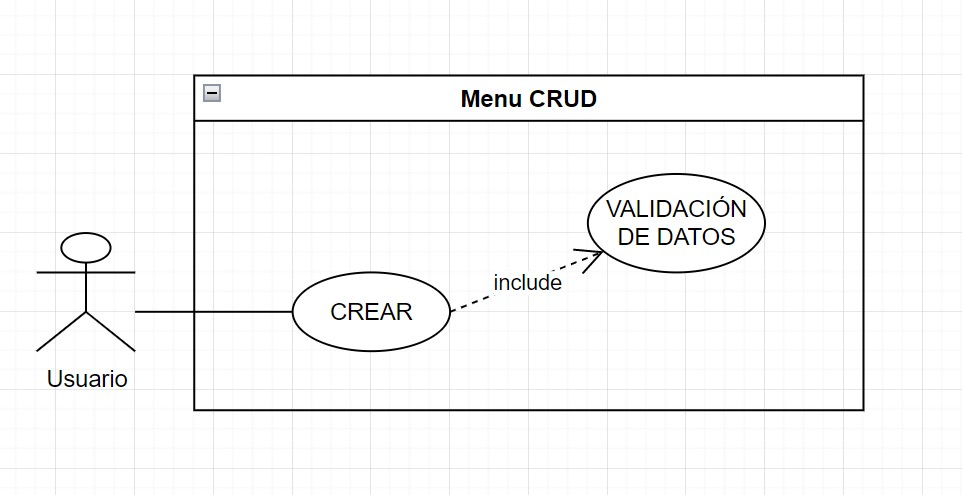 Menu CRUD
VALIDACIÓN
DE DATOS
include
CREAR
Usuario